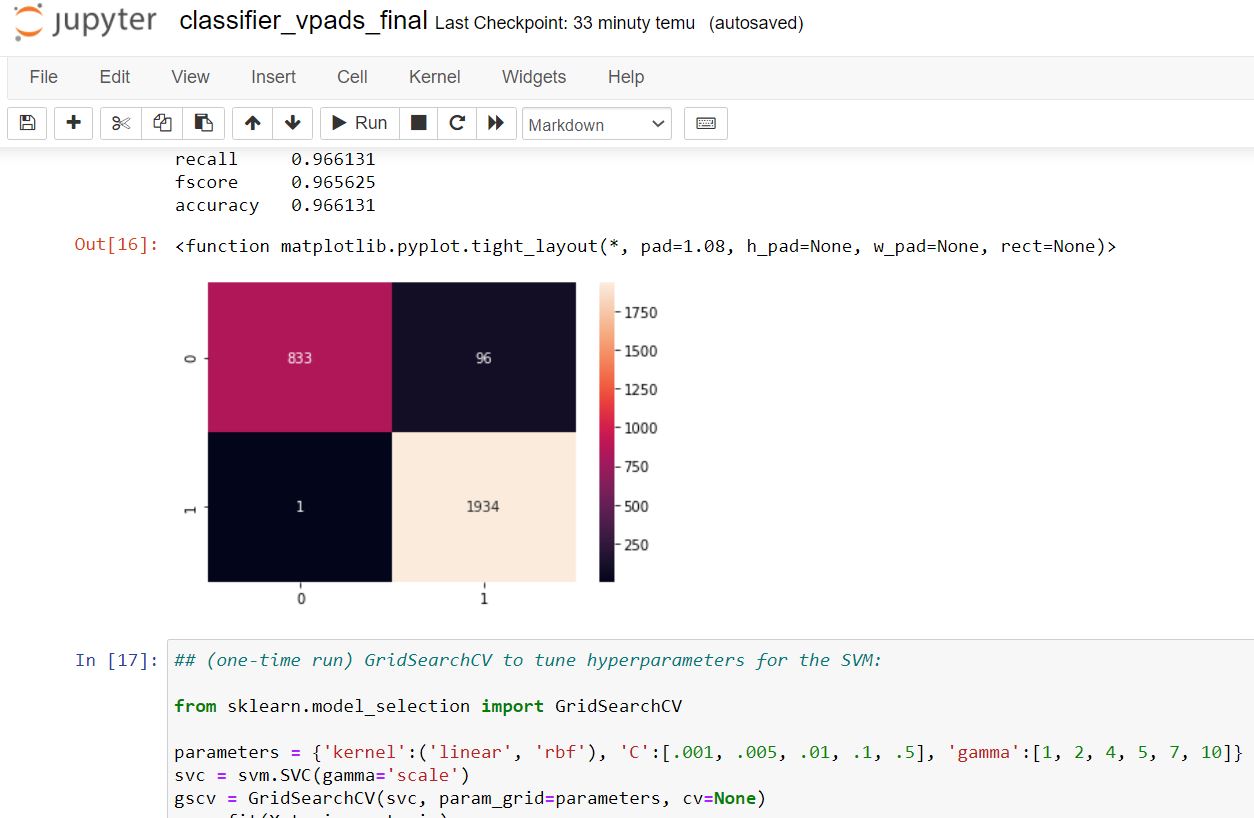 jupyter classifier_vpads_final Last Checkpoint: 33 minuty temu (autosaved)
File Edit View Insert Cell Kernel Widgets Help
Run Markdown
recall 0.966131
fscore 0.965625
accuracy 0.966131
Out[16]: <function matplotlib.pyplot.tight_layout(*, pad=1.08, h_pad=None, w_pad=None, rect=None)>
1750
1500
1250
1000
750
500
250
0 833 96
1 1 1934
0 1
In [17]: ## (one-time run) GridSearchCV to tune hyperparameters for the SVM:
from sklearn.model_selection import GridSearchCV
parameters = {'kernel':('linear', 'rbf'), 'C':[.001, .005, .01, .1, .5], 'gamma':[1, 2, 4, 5, 7, 10]}
svc = svm.SVC(gamma='scale')
gscv = GridSearchCV(svc, param_grid=parameters, cv=None)